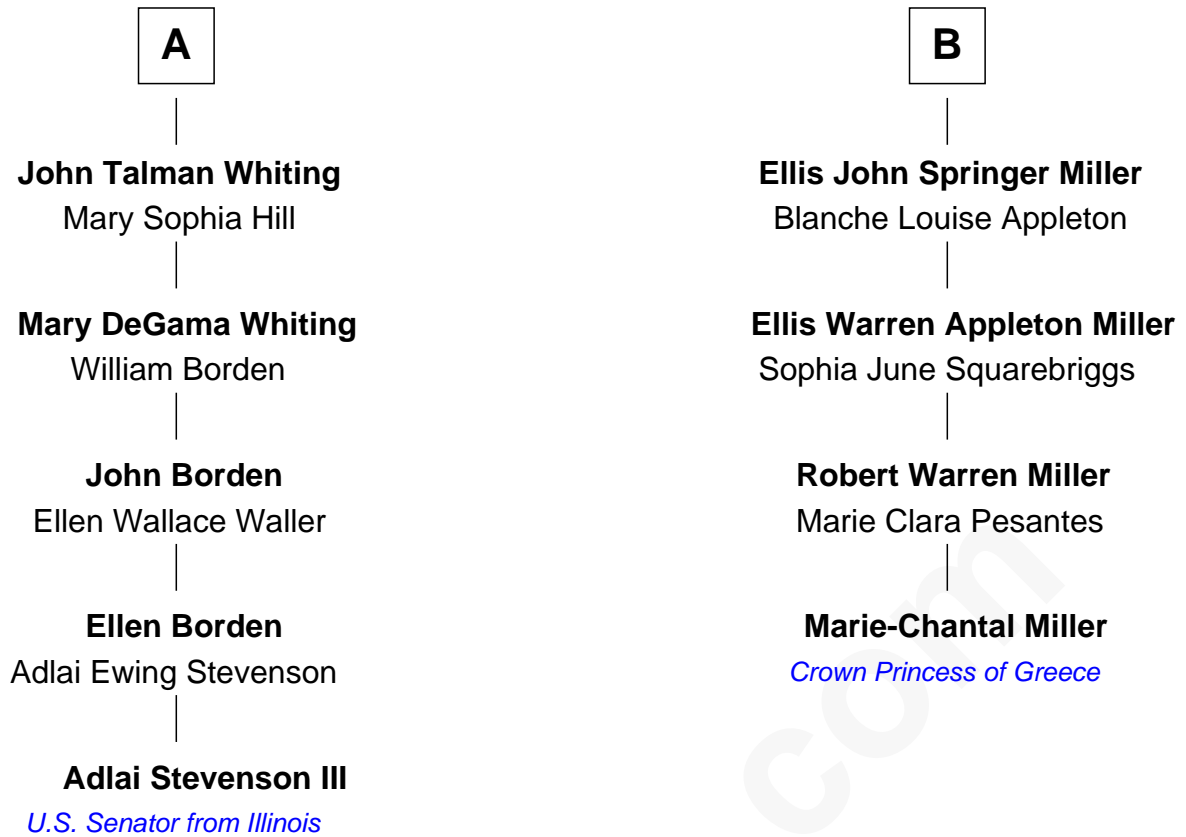 A
John Talman Whiting
Mary Sophia Hill
Mary DeGama Whiting
William Borden
John Borden
Ellen Wallace Waller
Ellen Borden
Adlai Ewing Stevenson
Adlai Stevenson III
U.S. Senator from Illinois
B
Ellis John Springer Miller
Blanche Louise Appleton
Ellis Warren Appleton Miller
Sophia June Squarebriggs
Robert Warren Miller
Marie Clara Pesantes
Marie-Chantal Miller
Crown Princess of Greece
com